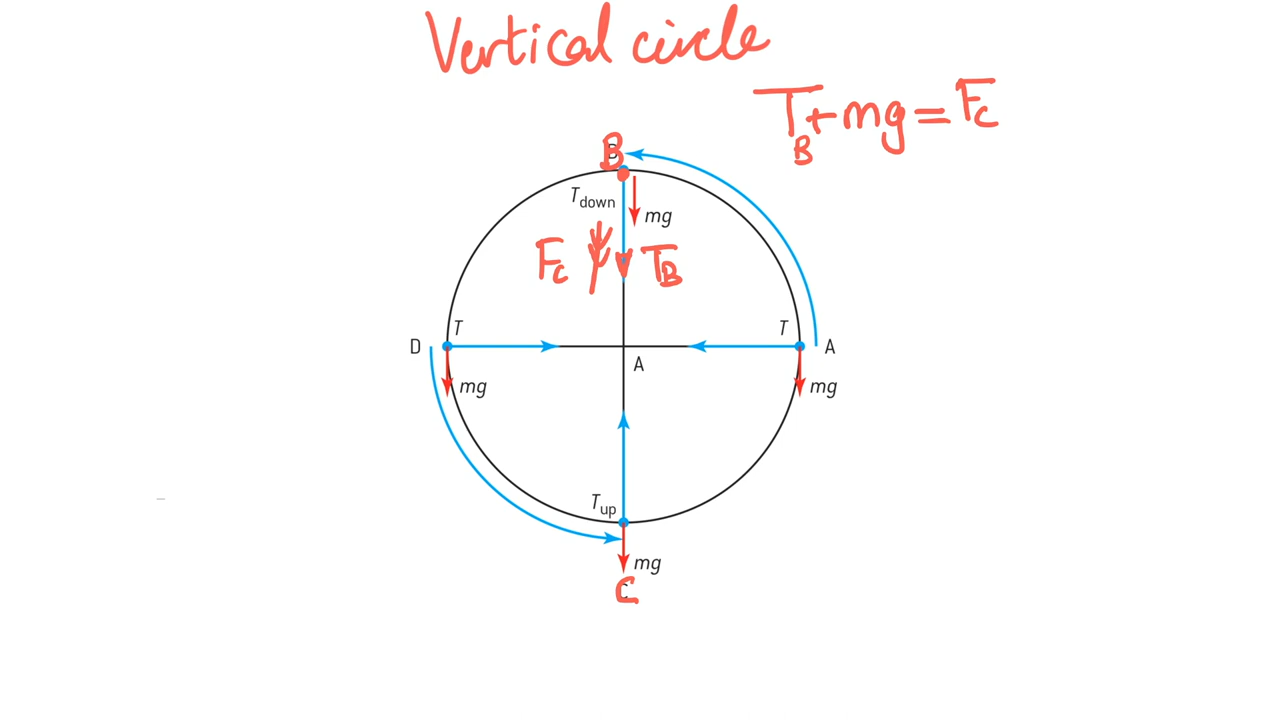 Vertical circle
T_B + mg = F_C
B
T_down
mg
F_C
T_B
T
T
D
A
A
mg
mg
T_up
mg
C